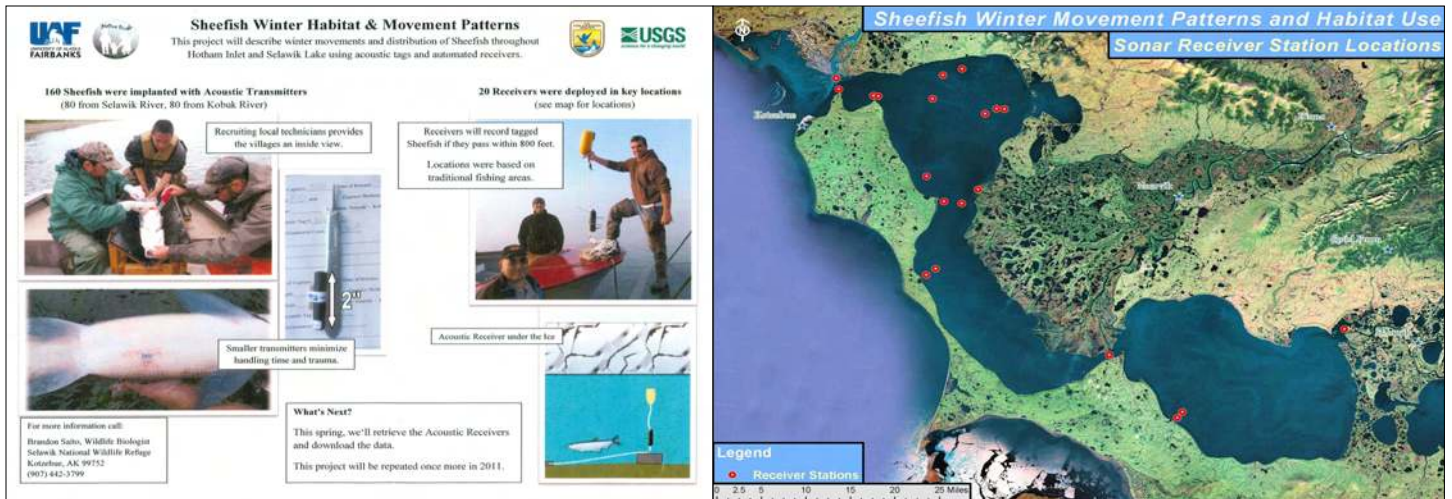 UAF
UNIVERSITY OF ALASKA
FAIRBANKS
Sheefish Winter Habitat & Movement Patterns
This project will describe winter movements and distribution of Sheefish throughout
Hotham Inlet and Selawik Lake using acoustic tags and automated receivers.
USGS
science for a changing world
160 Sheefish were implanted with Acoustic Transmitters
(80 from Selawik River, 80 from Kobuk River)
20 Receivers were deployed in key locations
(see map for locations)
Recruiting local technicians provides
the villages an inside view.
Receivers will record tagged
Sheefish if they pass within 800 feet.
Locations were based on
traditional fishing areas.
2"
Smaller transmitters minimize
handling time and trauma.
Acoustic Receiver under the Ice
For more information call:
Brandon Saito, Wildlife Biologist
Selawik National Wildlife Refuge
Kotzebue, AK 99752
(907) 442-3799
What's Next?
This spring, we'll retrieve the Acoustic Receivers
and download the data.
This project will be repeated once more in 2011.
Sheefish Winter Movement Patterns and Habitat Use
Sonar Receiver Station Locations
N
Kotzebue
Kiana
Noorvik
Selawik
Legend
Receiver Stations
0 2.5 5 10 15 20 25 Miles